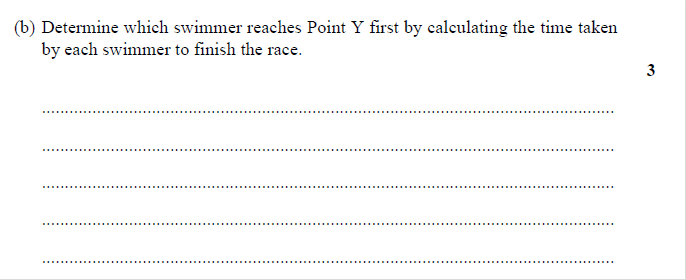 (b) Determine which swimmer reaches Point Y first by calculating the time taken
by each swimmer to finish the race.
3